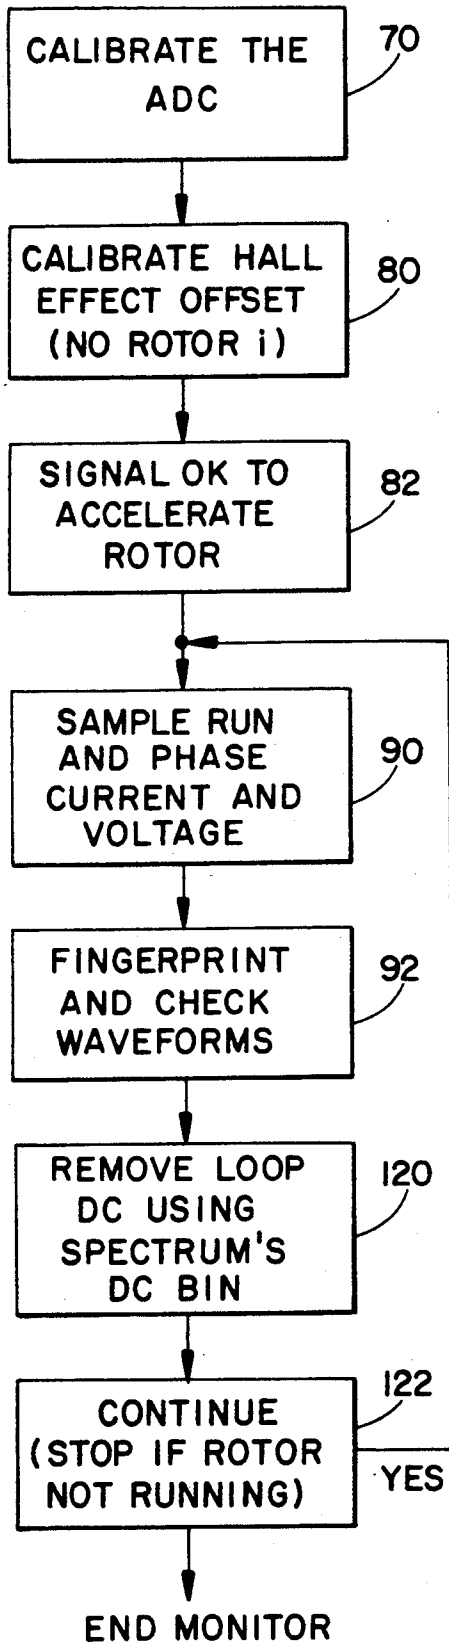 CALIBRATE THE
ADC
70
CALIBRATE HALL
EFFECT OFFSET
(NO ROTOR i)
80
SIGNAL OK TO
ACCELERATE
ROTOR
82
SAMPLE RUN
AND PHASE
CURRENT AND
VOLTAGE
90
FINGERPRINT
AND CHECK
WAVEFORMS
92
REMOVE LOOP
DC USING
SPECTRUM'S
DC BIN
120
CONTINUE
(STOP IF ROTOR
NOT RUNNING)
122
YES
END MONITOR